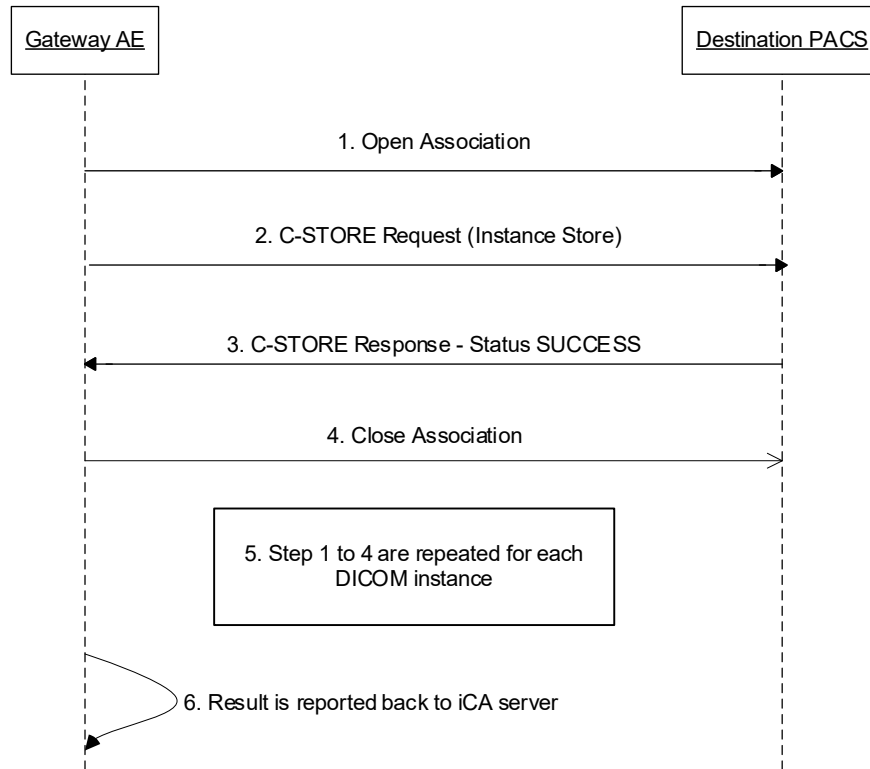 Gateway AE
Destination PACS
1. Open Association
2. C-STORE Request (Instance Store)
3. C-STORE Response - Status SUCCESS
4. Close Association
5. Step 1 to 4 are repeated for each
DICOM instance
6. Result is reported back to iCA server